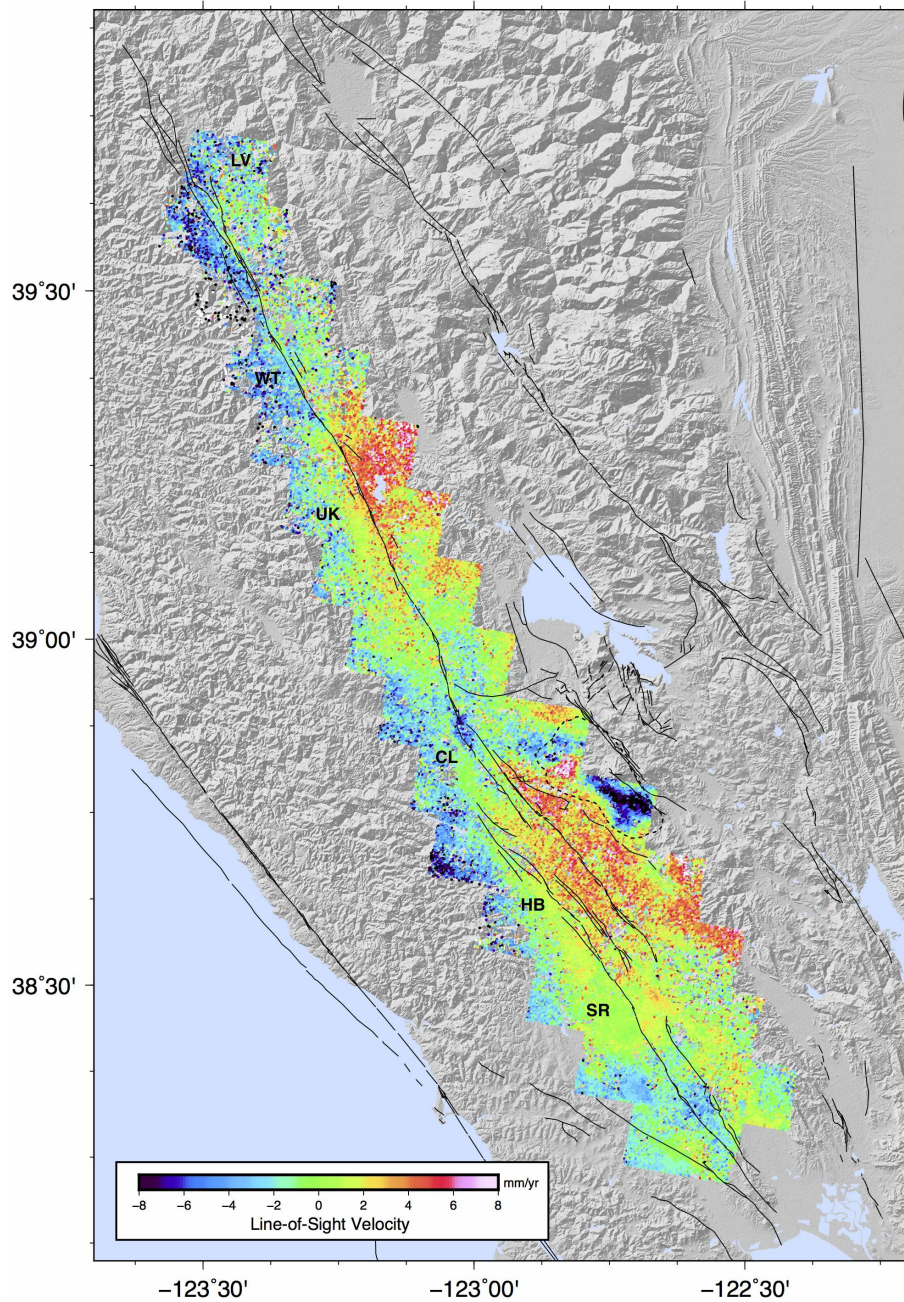 LV
39°30'
WT
UK
39°00'
CL
HB
38°30'
SR
−8 −6 −4 −2 0 2 4 6 8 mm/yr
Line-of-Sight Velocity
−123°30' −123°00' −122°30'